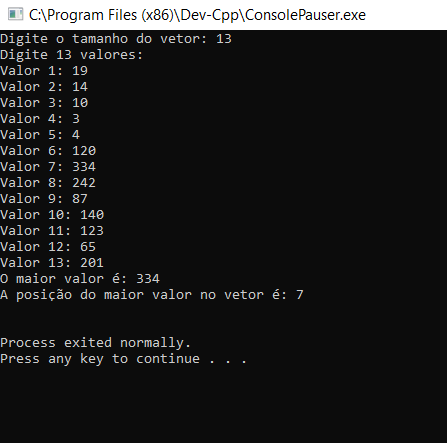 C:\Program Files (x86)\Dev-Cpp\ConsolePauser.exe
Digite o tamanho do vetor: 13
Digite 13 valores:
Valor 1: 19
Valor 2: 14
Valor 3: 10
Valor 4: 3
Valor 5: 4
Valor 6: 120
Valor 7: 334
Valor 8: 242
Valor 9: 87
Valor 10: 140
Valor 11: 123
Valor 12: 65
Valor 13: 201
O maior valor é: 334
A posição do maior valor no vetor é: 7
Process exited normally.
Press any key to continue . . .